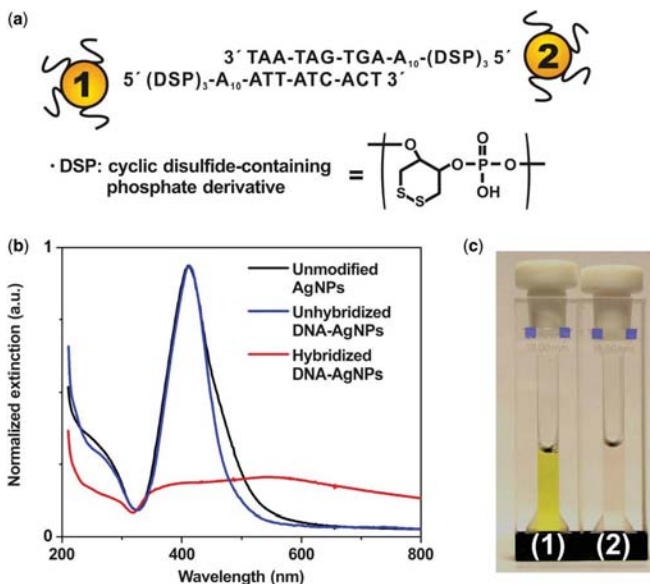 (a)
3´ TAA-TAG-TGA-A10-(DSP)3 5´
5´ (DSP)3-A10-ATT-ATC-ACT 3´
1
2
· DSP: cyclic disulfide-containing
phosphate derivative
=
O
O
O
P
O
S
S
OH
(b)
1
Normalized extinction (a.u.)
0
Unmodified
AgNPs
Unhybridized
DNA-AgNPs
Hybridized
DNA-AgNPs
200
400
600
800
Wavelength (nm)
(c)
(1)
(2)